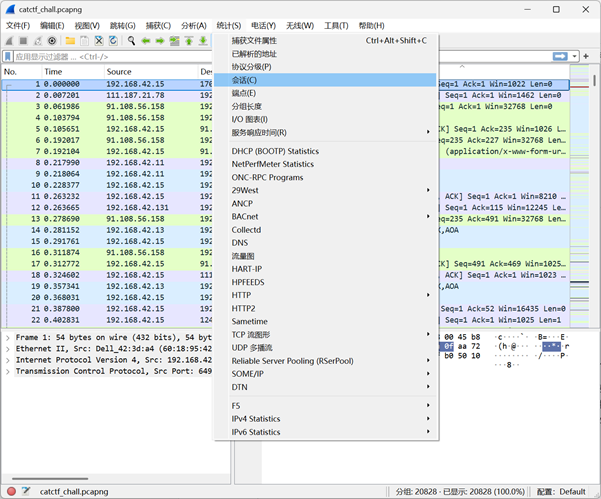 catctf_chall.pcapng
文件(F) 编辑(E) 视图(V) 跳转(G) 捕获(C) 分析(A) 统计(S) 电话(Y) 无线(W) 工具(T) 帮助(H)
应用显示过滤器 … <Ctrl-/>
捕获文件属性 Ctrl+Alt+Shift+C
已解析的地址
协议分级(P)
会话(C)
端点(E)
分组长度
I/O 图表(I)
服务响应时间(R)
DHCP (BOOTP) Statistics
NetPerfMeter Statistics
ONC-RPC Programs
29West
ANCP
BACnet
Collectd
DNS
流量图
HART-IP
HPFEEDS
HTTP
HTTP2
Sametime
TCP 流图形
UDP 多播流
Reliable Server Pooling (RSerPool)
SOME/IP
DTN
F5
IPv4 Statistics
IPv6 Statistics
No. Time Source Des
1 0.000000 192.168.42.15 170 Seq=1 Ack=1 Win=1022 Len=0
2 0.007201 111.187.21.78 192 Seq=1 Ack=1 Win=1462 Len=0
3 0.061986 91.108.56.158 192
4 0.103794 91.108.56.158 192
5 0.105651 192.168.42.15 91. CK] Seq=1 Ack=235 Win=1026 L…
6 0.192017 91.108.56.158 192 Seq=235 Ack=227 Win=32768 L…
7 0.192104 192.168.42.15 91. (application/x-www-form-ur…
8 0.217990 192.168.42.11 192
9 0.218064 192.168.42.11 192
10 0.228377 192.168.42.15 192
11 0.263232 192.168.42.15 192 ACK] Seq=1 Ack=1 Win=8210 …
12 0.263665 192.168.42.131 192 Seq=1 Ack=115 Win=12245 Le…
13 0.278690 91.108.56.158 192 Seq=235 Ack=491 Win=32768 L…
14 0.281152 192.168.42.13 192 X,AOA
15 0.291761 192.168.42.15 192
16 0.311874 91.108.56.158 192
17 0.312772 192.168.42.15 91. K] Seq=491 Ack=469 Win=1025…
18 0.324602 192.168.42.15 111 ACK] Seq=1 Ack=1 Win=1023 …
19 0.357341 192.168.42.13 192 X,AOA
20 0.368031 192.168.42.15 192
21 0.387800 192.168.42.15 192 Seq=1 Ack=52 Win=16435 Len=0
22 0.402831 192.168.42.15 124 Seq=1 Ack=1 Win=1025 Len=1
Frame 1: 54 bytes on wire (432 bits), 54 byt
Ethernet II, Src: Dell_42:3d:a4 (60:18:95:42
Internet Protocol Version 4, Src: 192.168.42
Transmission Control Protocol, Src Port: 649
catctf_chall.pcapng 分组: 20828 · 已显示: 20828 (100.0%) 配置: Default